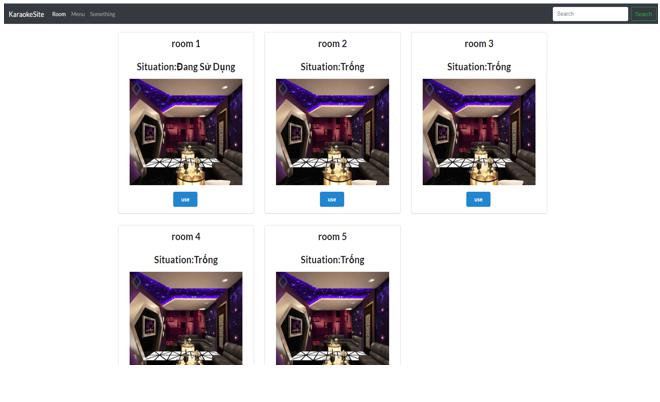 KaraokeSite Room Menu Something Search Search
room 1 room 2 room 3
Situation:Đang Sử Dụng Situation:Trống Situation:Trống
use use use
room 4 room 5
Situation:Trống Situation:Trống